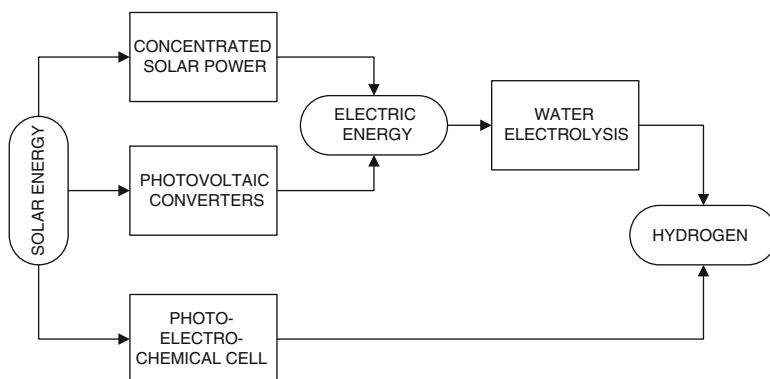 CONCENTRATED
SOLAR POWER
ELECTRIC
ENERGY
WATER
ELECTROLYSIS
SOLAR ENERGY
PHOTOVOLTAIC
CONVERTERS
HYDROGEN
PHOTO-
ELECTRO-
CHEMICAL CELL